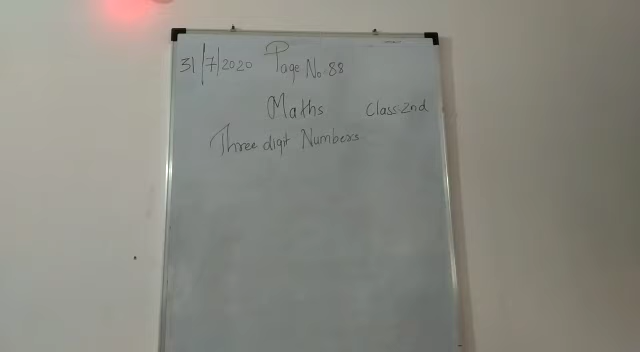 31/7/2020 Page No. 88
Maths Class:2nd
Three digit Numbers